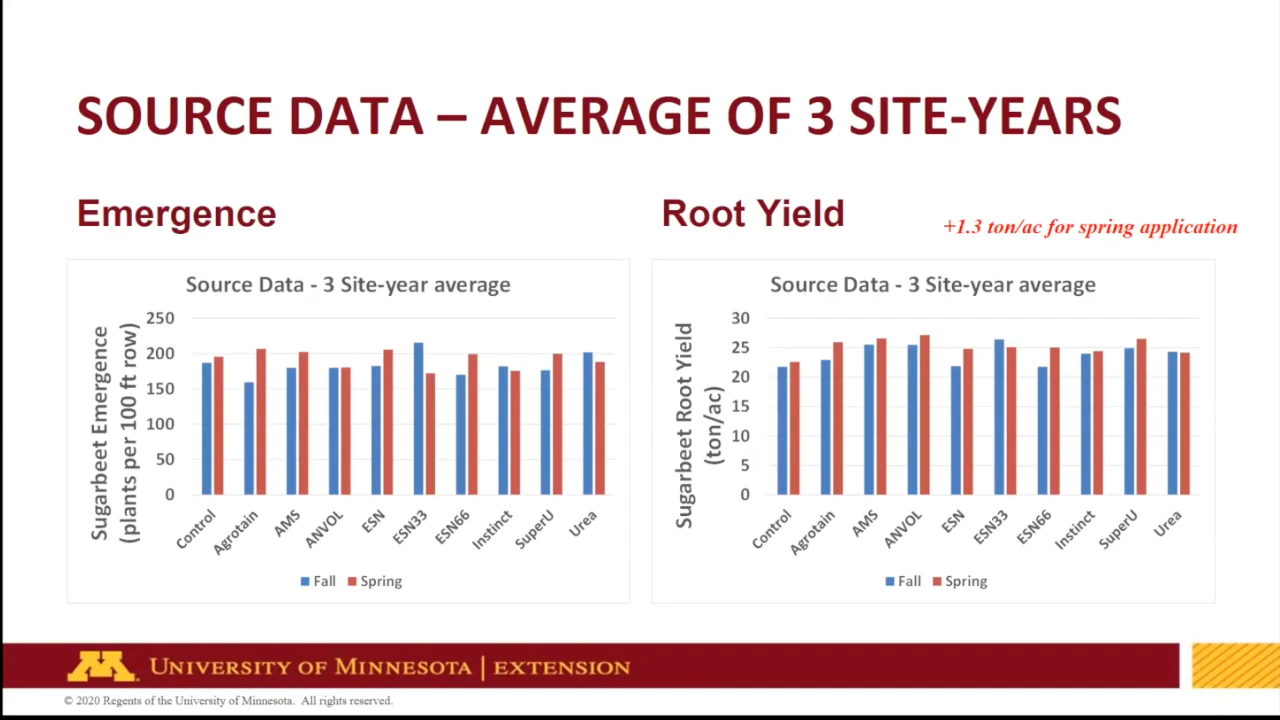 SOURCE DATA – AVERAGE OF 3 SITE-YEARS
Emergence
Source Data - 3 Site-year average
Sugarbeet Emergence
(plants per 100 ft row)
250
200
150
100
50
0
Control
Agrotain
AMS
ANVOL
ESN
ESN33
ESN66
Instinct
SuperU
Urea
Fall
Spring
Root Yield
+1.3 ton/ac for spring application
Source Data - 3 Site-year average
Sugarbeet Root Yield
(ton/ac)
30
25
20
15
10
5
0
Control
Agrotain
AMS
ANVOL
ESN
ESN33
ESN66
Instinct
SuperU
Urea
Fall
Spring
M UNIVERSITY OF MINNESOTA | EXTENSION
© 2020 Regents of the University of Minnesota. All rights reserved.